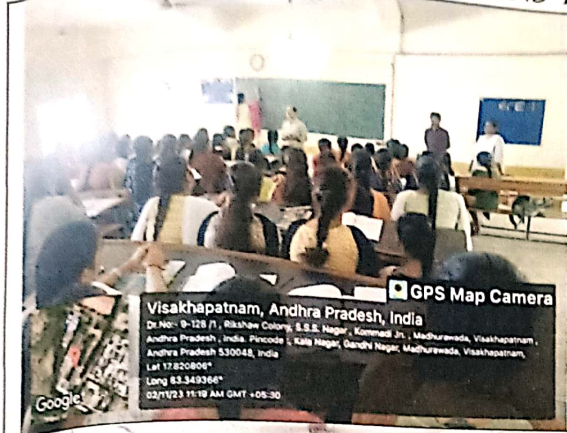 GPS Map Camera
Visakhapatnam, Andhra Pradesh, India
Dr.No:- 9-128 /1 , Rikshaw Colony, S.S.S. Nagar , Kommadi Jn. , Madhurawada, Visakhapatnam ,
Andhra Pradesh , India. Pincode :, Kala Nagar, Gandhi Nagar, Madhurawada, Visakhapatnam,
Andhra Pradesh 530048, India
Lat 17.820806°
Long 83.349366°
02/11/23 11:19 AM GMT +05:30
Google